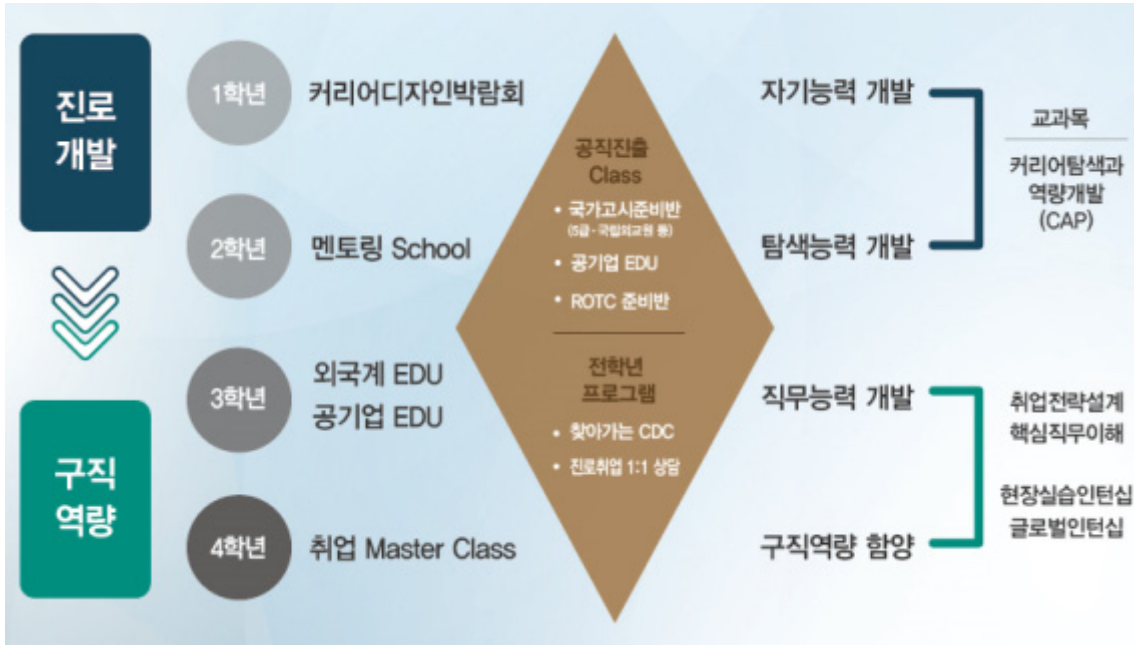 진로
개발
구직
역량
1학년
커리어디자인박람회
2학년
멘토링 School
3학년
외국계 EDU
공기업 EDU
4학년
취업 Master Class
공직진출
Class
• 국가고시준비반
(5급·국립외교원 등)
• 공기업 EDU
• ROTC 준비반
전학년
프로그램
• 찾아가는 CDC
• 진로취업 1:1 상담
자기능력 개발
탐색능력 개발
직무능력 개발
구직역량 함양
교과목
커리어탐색과
역량개발
(CAP)
취업전략설계
핵심직무이해
현장실습인턴십
글로벌인턴십